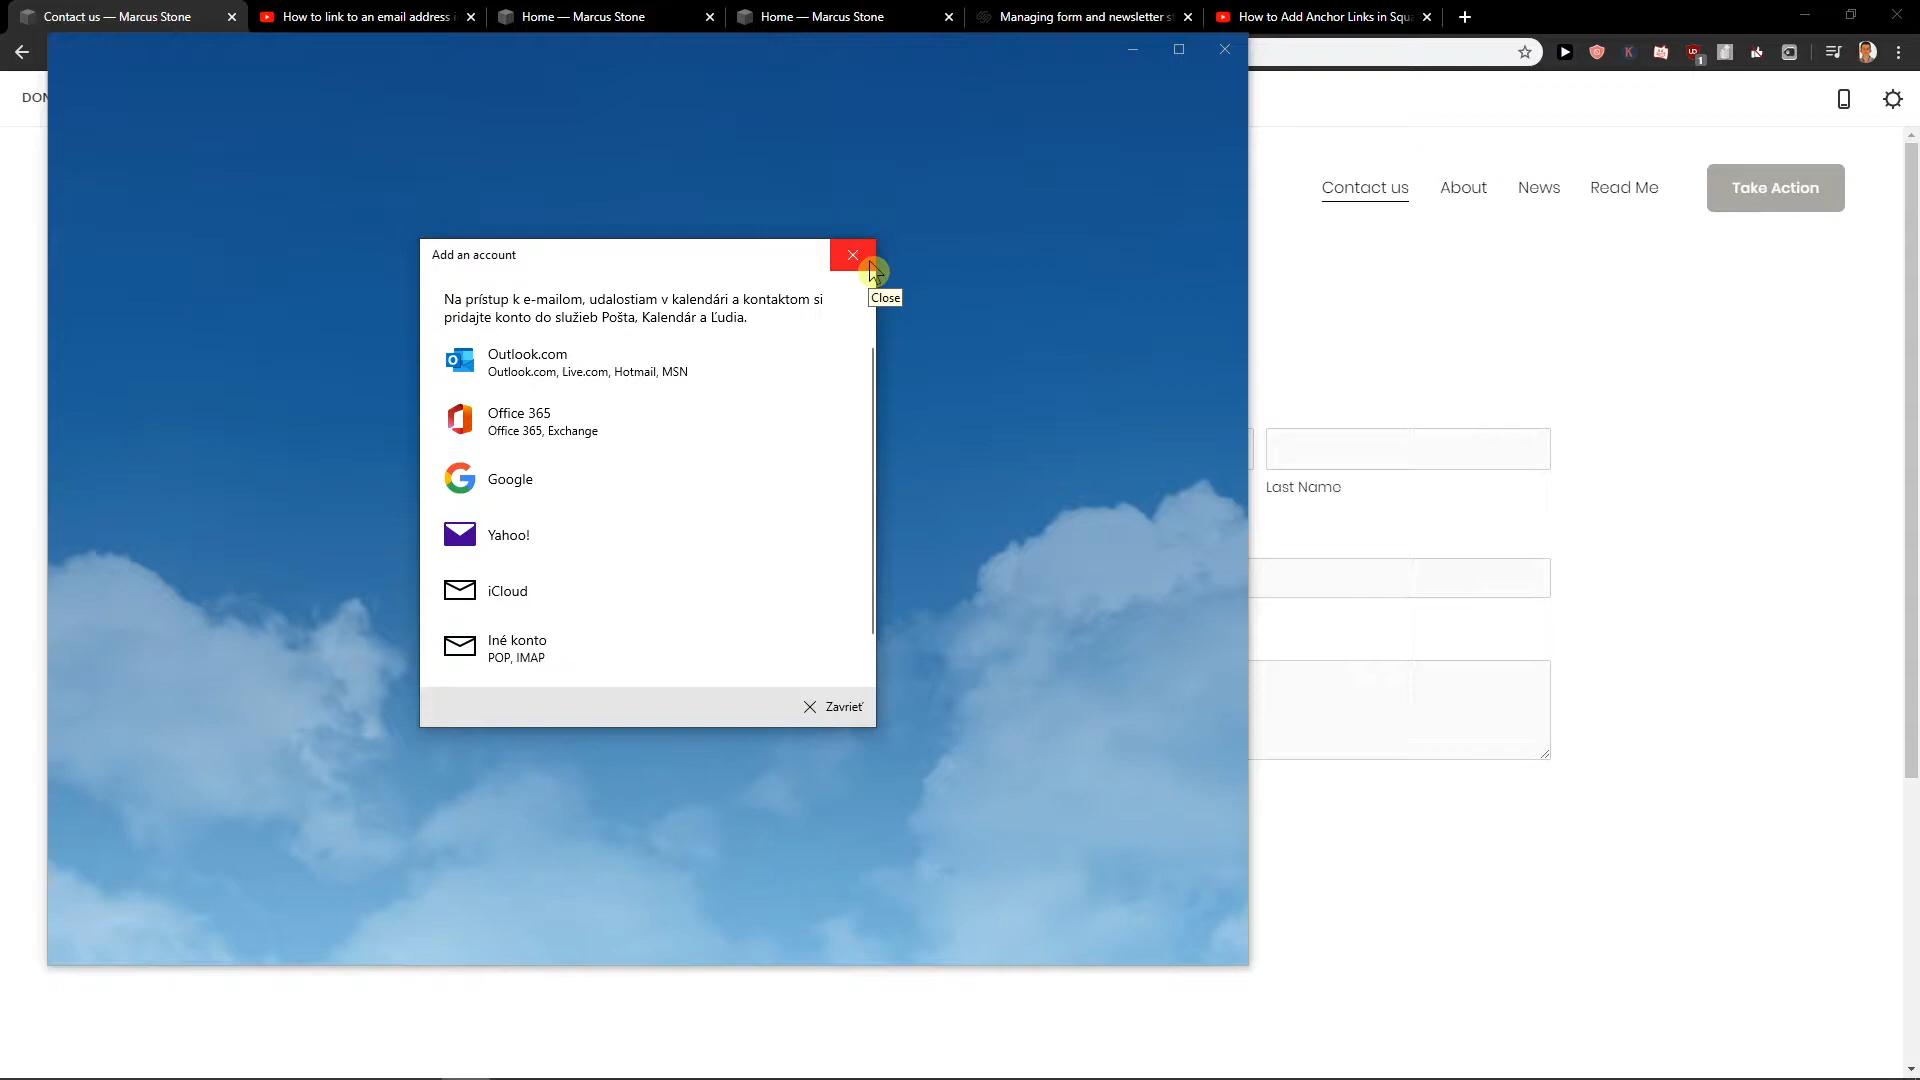 Contact us — Marcus Stone
How to link to an email address i
Home — Marcus Stone
Home — Marcus Stone
Managing form and newsletter s
How to Add Anchor Links in Squ
1
DON
Contact us
About
News
Read Me
Take Action
Add an account
Close
Na prístup k e-mailom, udalostiam v kalendári a kontaktom si
pridajte konto do služieb Pošta, Kalendár a Ľudia.
Outlook.com
Outlook.com, Live.com, Hotmail, MSN
Office 365
Office 365, Exchange
Google
Yahoo!
iCloud
Iné konto
POP, IMAP
Zavrieť
Last Name